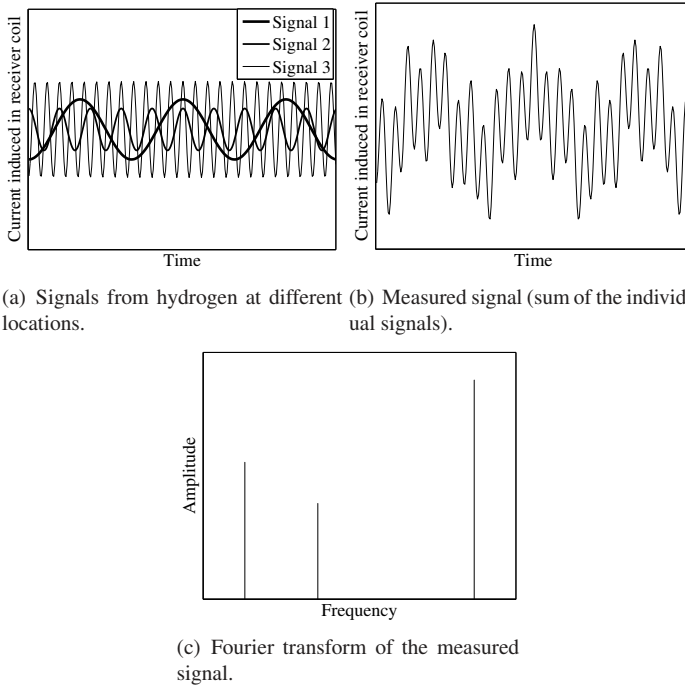 Current induced in receiver coil
Signal 1
Signal 2
Signal 3
Time
(a) Signals from hydrogen at different
locations.
Current induced in receiver coil
Time
(b) Measured signal (sum of the individ
ual signals).
Amplitude
Frequency
(c) Fourier transform of the measured
signal.